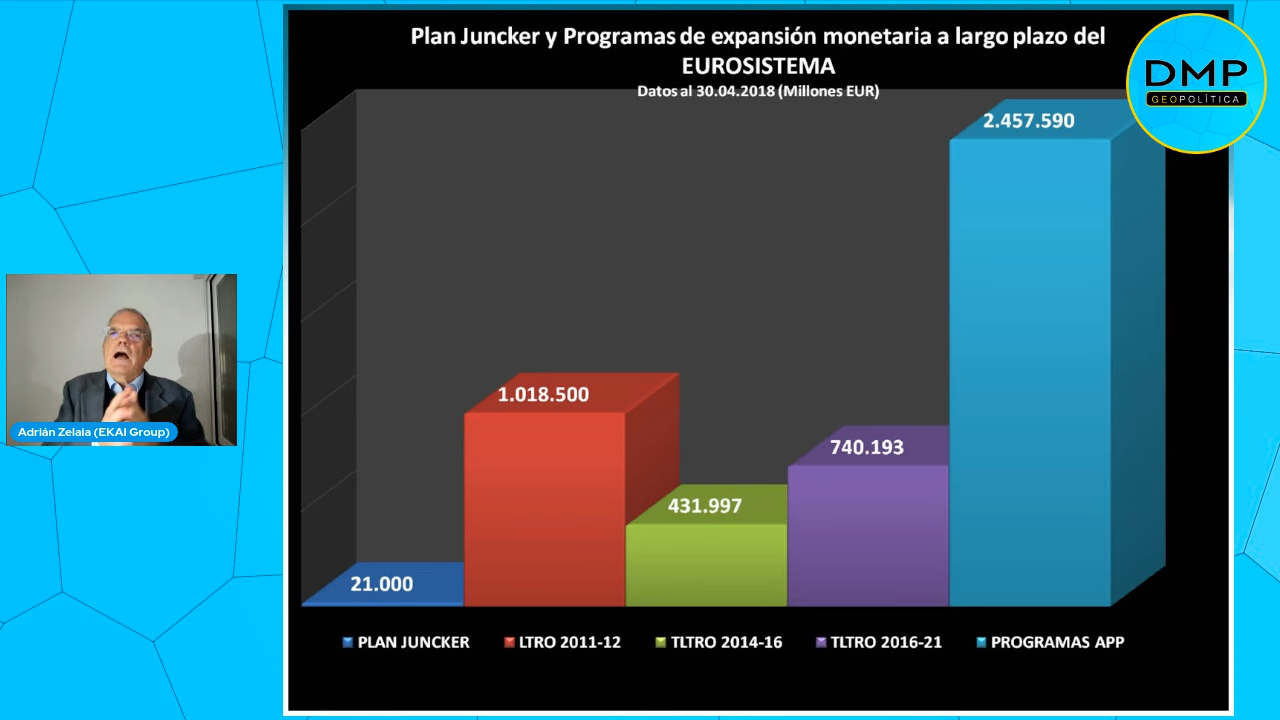 Plan Juncker y Programas de expansión monetaria a largo plazo del
EUROSISTEMA
Datos al 30.04.2018 (Millones EUR)
DMP
GEOPOLÍTICA
2.457.590
1.018.500
740.193
431.997
21.000
Adrián Zelaia (EKAI Group)
PLAN JUNCKER
LTRO 2011-12
TLTRO 2014-16
TLTRO 2016-21
PROGRAMAS APP